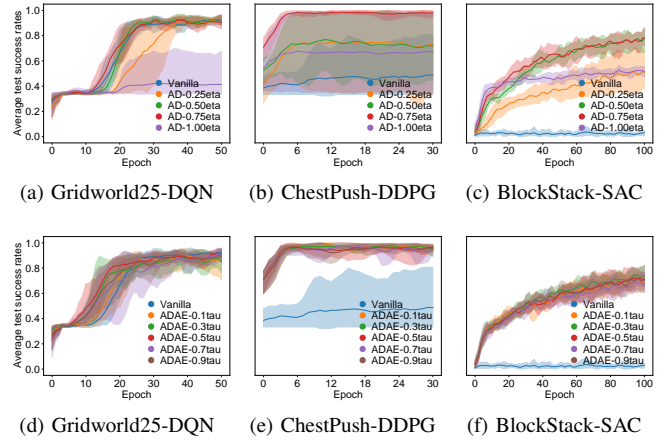 Average test success rates
1.0
0.8
0.6
0.4
0.2
0.0
Vanilla
AD-0.25eta
AD-0.50eta
AD-0.75eta
AD-1.00eta
0 10 20 30 40 50
Epoch
(a) Gridworld25-DQN
Vanilla
AD-0.25eta
AD-0.50eta
AD-0.75eta
AD-1.00eta
0 6 12 18 24 30
Epoch
(b) ChestPush-DDPG
Vanilla
AD-0.25eta
AD-0.50eta
AD-0.75eta
AD-1.00eta
0 20 40 60 80 100
Epoch
(c) BlockStack-SAC
Average test success rates
1.0
0.8
0.6
0.4
0.2
0.0
Vanilla
ADAE-0.1tau
ADAE-0.3tau
ADAE-0.5tau
ADAE-0.7tau
ADAE-0.9tau
0 10 20 30 40 50
Epoch
(d) Gridworld25-DQN
Vanilla
ADAE-0.1tau
ADAE-0.3tau
ADAE-0.5tau
ADAE-0.7tau
ADAE-0.9tau
0 6 12 18 24 30
Epoch
(e) ChestPush-DDPG
Vanilla
ADAE-0.1tau
ADAE-0.3tau
ADAE-0.5tau
ADAE-0.7tau
ADAE-0.9tau
0 20 40 60 80 100
Epoch
(f) BlockStack-SAC